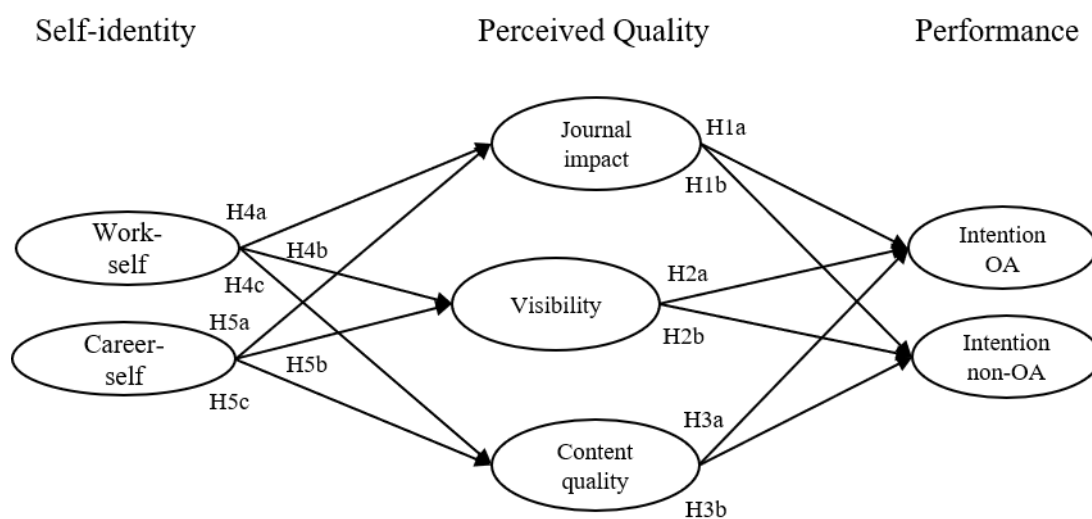 Self-identity
Perceived Quality
Performance
Journal
impact
H1a
H1b
Work-
self
H4a
H4b
H4c
Visibility
H2a
H2b
Intention
OA
Career-
self
H5a
H5b
H5c
Intention
non-OA
Content
quality
H3a
H3b